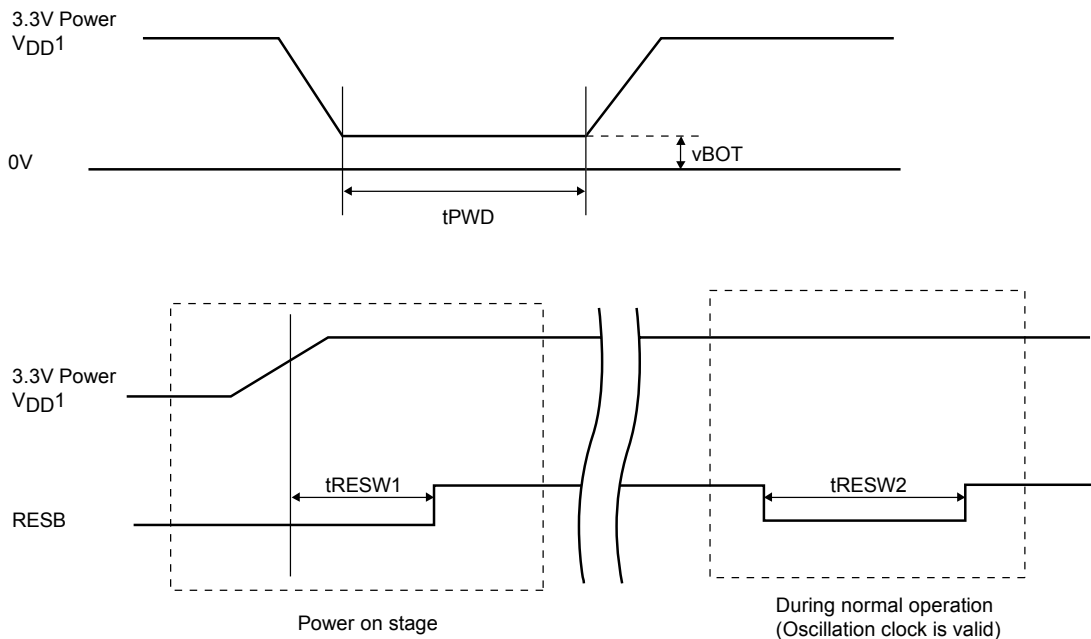 3.3V Power
VDD1
0V
vBOT
tPWD
3.3V Power
VDD1
tRESW1
tRESW2
RESB
Power on stage
During normal operation
(Oscillation clock is valid)